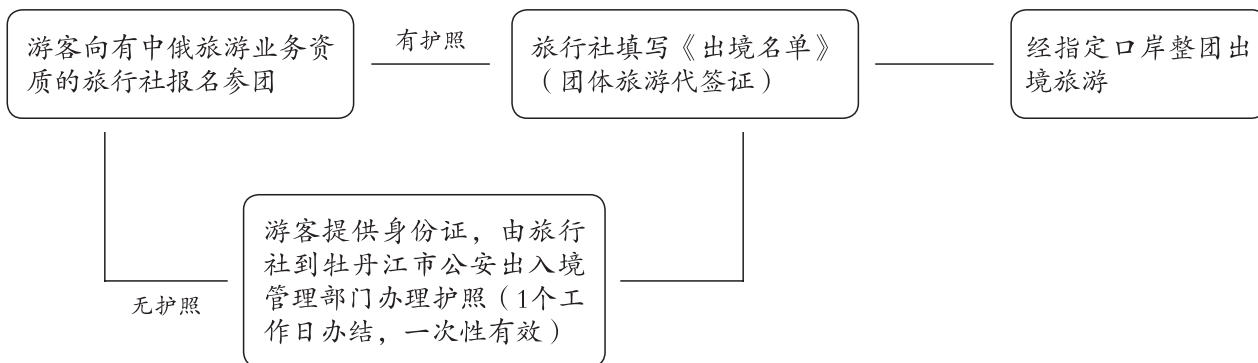 游客向有中俄旅游业务资
质的旅行社报名参团
有护照
旅行社填写《出境名单》
（团体旅游代签证）
经指定口岸整团出
境旅游
无护照
游客提供身份证，由旅行
社到牡丹江市公安出入境
管理部门办理护照（1个工
作日办结，一次性有效）